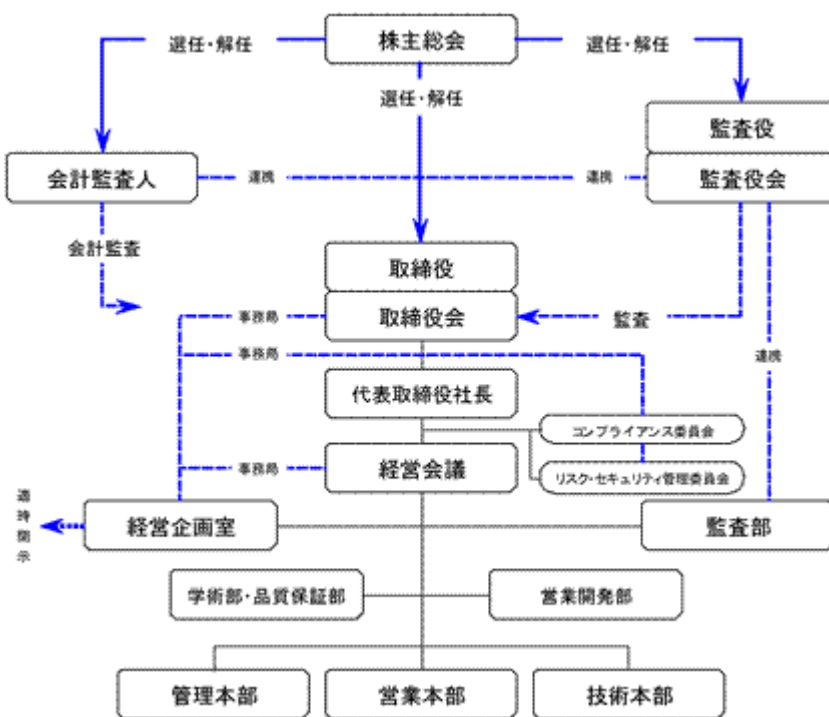 株主総会
選任・解任
選任・解任
選任・解任
監査役
会計監査人
連携
連携
監査役会
会計監査
取締役
事務局
取締役会
監査
事務局
連携
代表取締役社長
コンプライアンス委員会
事務局
経営会議
リスク・セキュリティ管理委員会
適時開示
経営企画室
監査部
学術部・品質保証部
営業開発部
管理本部
営業本部
技術本部